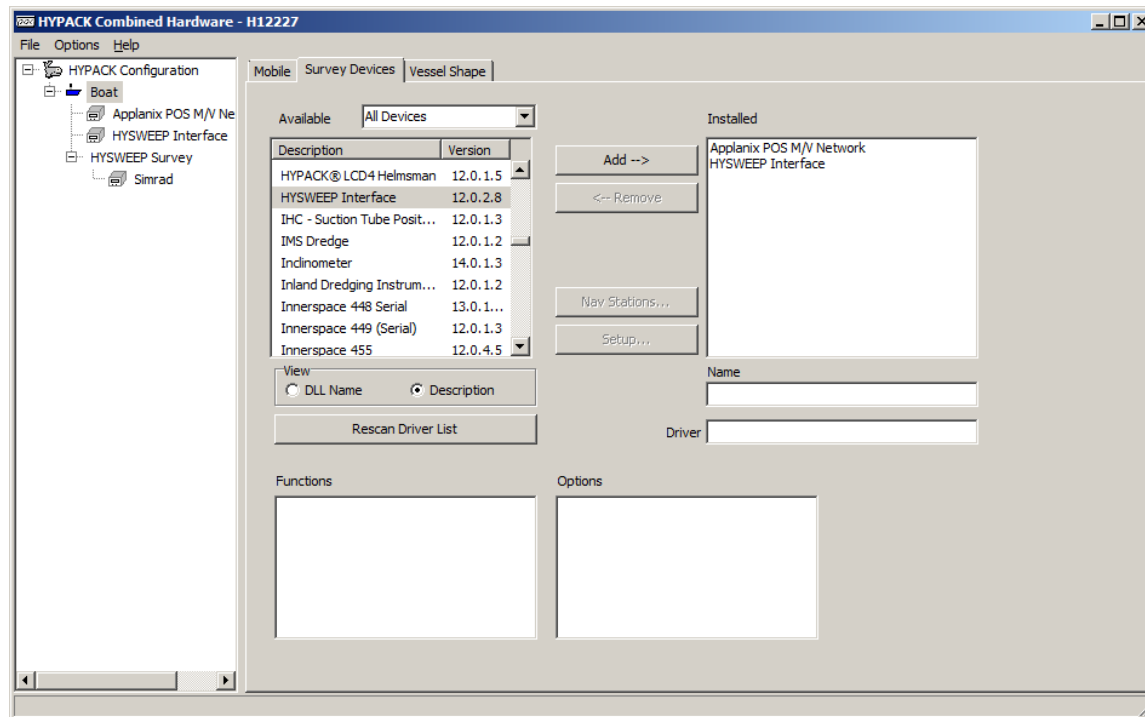 HYPACK Combined Hardware - H12227
File Options Help
HYPACK Configuration
Boat
Applanix POS M/V Ne
HYSWEEP Interface
HYSWEEP Survey
Simrad
Mobile Survey Devices Vessel Shape
Available All Devices
Description Version
HYPACK® LCD4 Helmsman 12.0.1.5
HYSWEEP Interface 12.0.2.8
IHC - Suction Tube Posit... 12.0.1.3
IMS Dredge 12.0.1.2
Inclinometer 14.0.1.3
Inland Dredging Instrum... 12.0.1.2
Innerspace 448 Serial 13.0.1...
Innerspace 449 (Serial) 12.0.1.3
Innerspace 455 12.0.4.5
View
DLL Name Description
Rescan Driver List
Add -->
<-- Remove
Nav Stations...
Setup...
Installed
Applanix POS M/V Network
HYSWEEP Interface
Name
Driver
Functions
Options